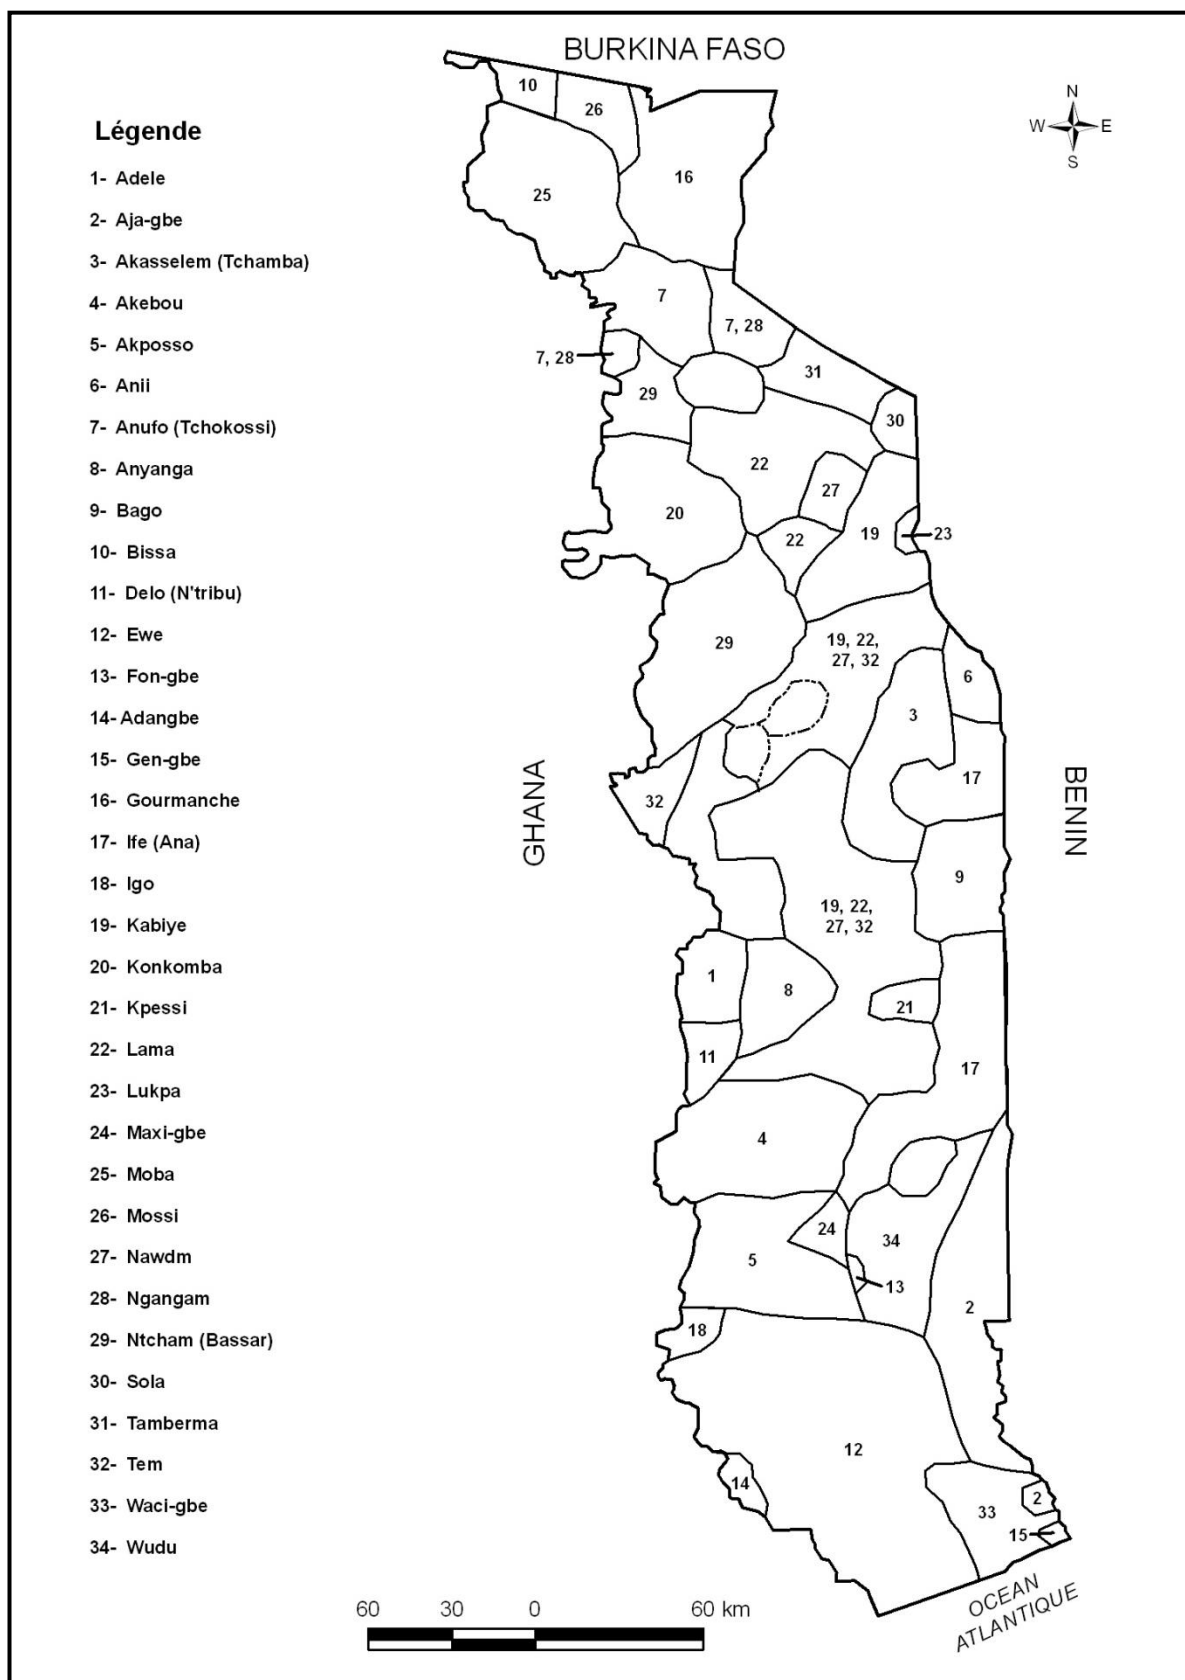 BURKINA FASO
N
W E
S
Légende
1- Adele
2- Aja-gbe
3- Akasselem (Tchamba)
4- Akebou
5- Akposso
6- Anii
7- Anufo (Tchokossi)
8- Anyanga
9- Bago
10- Bissa
11- Delo (N'tribu)
12- Ewe
13- Fon-gbe
14- Adangbe
15- Gen-gbe
16- Gourmanche
17- Ife (Ana)
18- Igo
19- Kabiye
20- Konkomba
21- Kpessi
22- Lama
23- Lukpa
24- Maxi-gbe
25- Moba
26- Mossi
27- Nawdm
28- Ngangam
29- Ntcham (Bassar)
30- Sola
31- Tamberma
32- Tem
33- Waci-gbe
34- Wudu
10
26
16
25
7
7, 28
7, 28
31
29
30
22
27
20
19
23
22
29
19, 22,
27, 32
6
3
17
32
GHANA
BENIN
9
19, 22,
27, 32
1
8
21
11
17
4
24
34
5
13
2
18
12
14
2
33
15
OCEAN
ATLANTIQUE
60 30 0 60 km